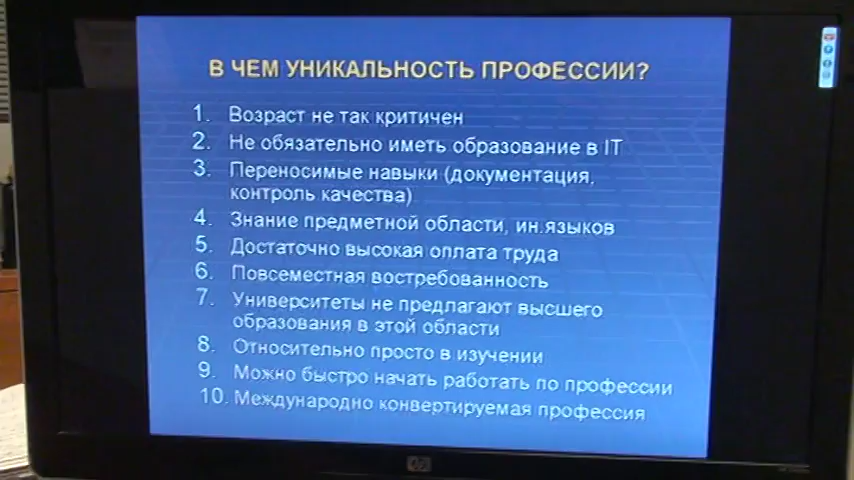 В ЧЕМ УНИКАЛЬНОСТЬ ПРОФЕССИИ?
1. Возраст не так критичен
2. Не обязательно иметь образование в IT
3. Переносимые навыки (документация,
контроль качества)
4. Знание предметной области, ин.языков
5. Достаточно высокая оплата труда
6. Повсеместная востребованность
7. Университеты не предлагают высшего
образования в этой области
8. Относительно просто в изучении
9. Можно быстро начать работать по профессии
10. Международно конвертируемая профессия
hp